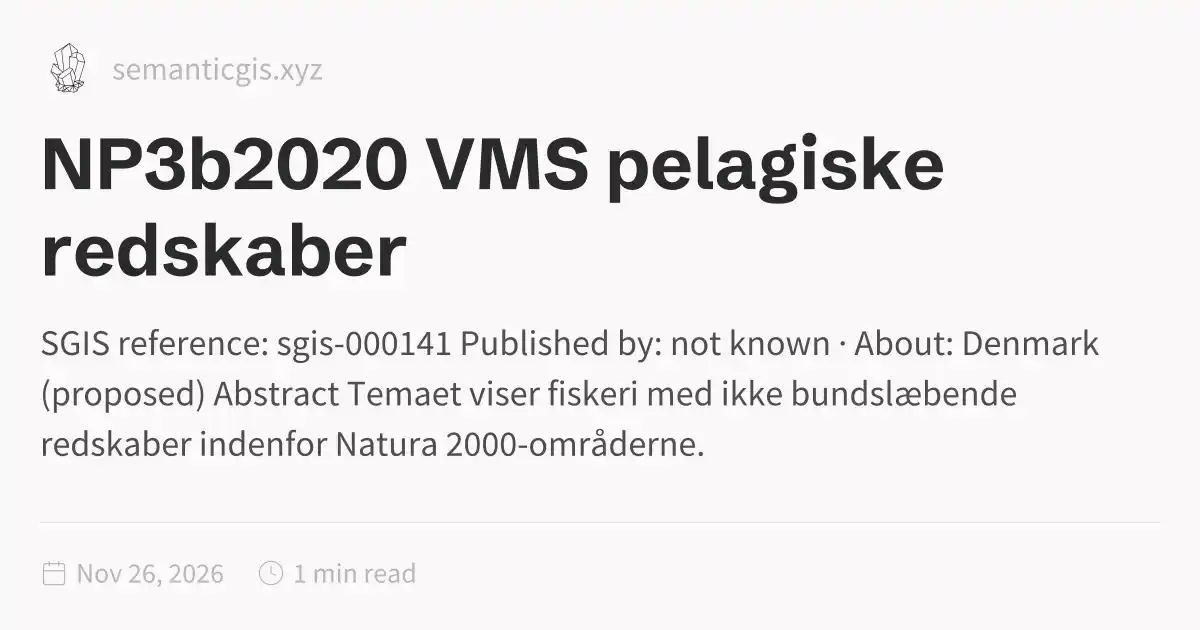 semanticgis.xyz
NP3b2020 VMS pelagiske
redskaber
SGIS reference: sgis-000141 Published by: not known · About: Denmark
(proposed) Abstract Temaet viser fiskeri med ikke bundslæbende
redskaber indenfor Natura 2000-områderne.
Nov 26, 2026 1 min read